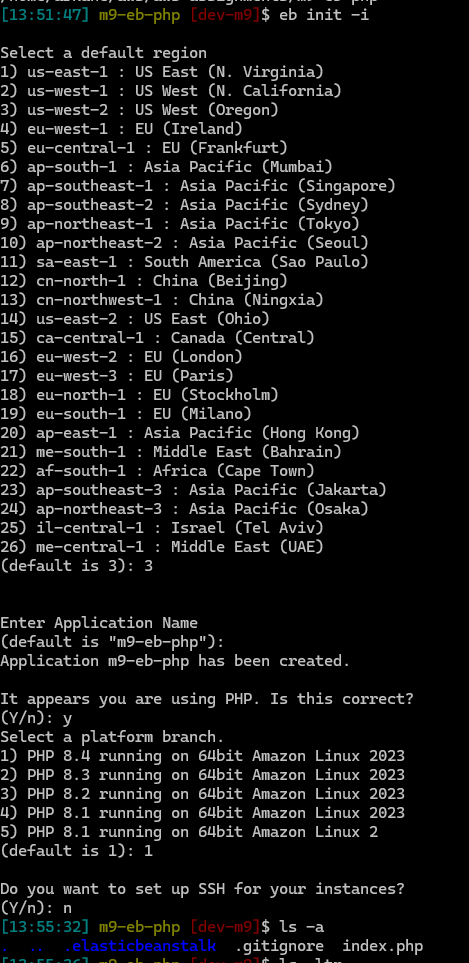 [13:51:47] m9-eb-php [dev-m9]$ eb init -i
Select a default region
1) us-east-1 : US East (N. Virginia)
2) us-west-1 : US West (N. California)
3) us-west-2 : US West (Oregon)
4) eu-west-1 : EU (Ireland)
5) eu-central-1 : EU (Frankfurt)
6) ap-south-1 : Asia Pacific (Mumbai)
7) ap-southeast-1 : Asia Pacific (Singapore)
8) ap-southeast-2 : Asia Pacific (Sydney)
9) ap-northeast-1 : Asia Pacific (Tokyo)
10) ap-northeast-2 : Asia Pacific (Seoul)
11) sa-east-1 : South America (Sao Paulo)
12) cn-north-1 : China (Beijing)
13) cn-northwest-1 : China (Ningxia)
14) us-east-2 : US East (Ohio)
15) ca-central-1 : Canada (Central)
16) eu-west-2 : EU (London)
17) eu-west-3 : EU (Paris)
18) eu-north-1 : EU (Stockholm)
19) eu-south-1 : EU (Milano)
20) ap-east-1 : Asia Pacific (Hong Kong)
21) me-south-1 : Middle East (Bahrain)
22) af-south-1 : Africa (Cape Town)
23) ap-southeast-3 : Asia Pacific (Jakarta)
24) ap-northeast-3 : Asia Pacific (Osaka)
25) il-central-1 : Israel (Tel Aviv)
26) me-central-1 : Middle East (UAE)
(default is 3): 3
Enter Application Name
(default is "m9-eb-php"):
Application m9-eb-php has been created.
It appears you are using PHP. Is this correct?
(Y/n): y
Select a platform branch.
1) PHP 8.4 running on 64bit Amazon Linux 2023
2) PHP 8.3 running on 64bit Amazon Linux 2023
3) PHP 8.2 running on 64bit Amazon Linux 2023
4) PHP 8.1 running on 64bit Amazon Linux 2023
5) PHP 8.1 running on 64bit Amazon Linux 2
(default is 1): 1
Do you want to set up SSH for your instances?
(Y/n): n
[13:55:32] m9-eb-php [dev-m9]$ ls -a
. .. .elasticbeanstalk .gitignore index.php